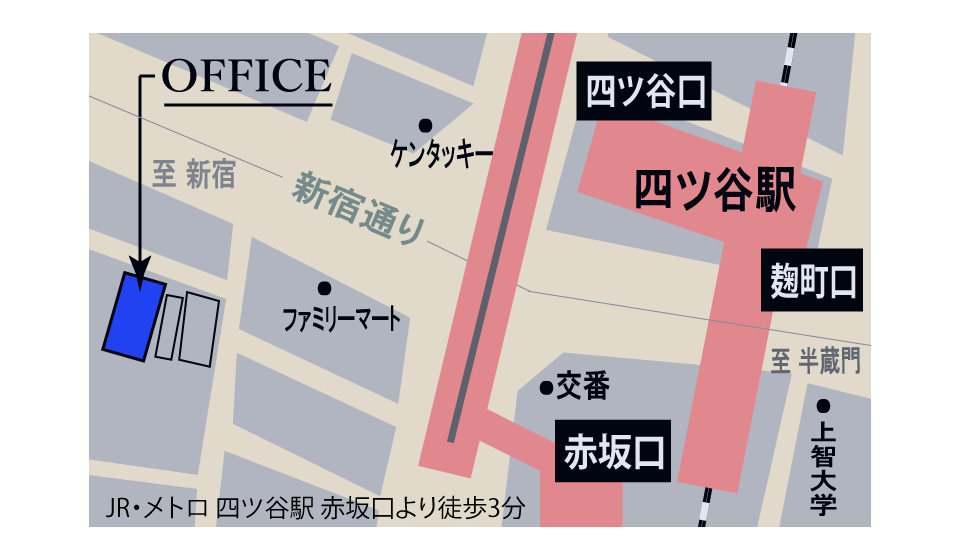 OFFICE
四ツ谷口
ケンタッキー
至 新宿
新宿通り
四ツ谷駅
麹町口
ファミリーマート
至 半蔵門
交番
赤坂口
上智大学
JR・メトロ 四ツ谷駅 赤坂口より徒歩3分